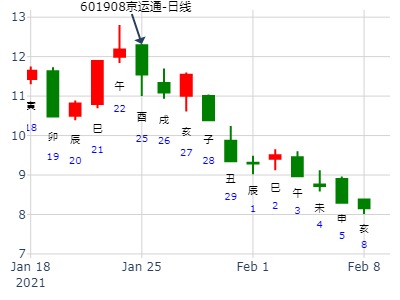 601908京运通-日线
13
12
11
10
9
8
7
寅
18
卯
19
辰
20
巳
21
午
22
酉
25
戌
26
亥
27
子
28
丑
29
辰
1
巳
2
午
3
未
4
申
5
亥
8
Jan 18
2021
Jan 25
Feb 1
Feb 8